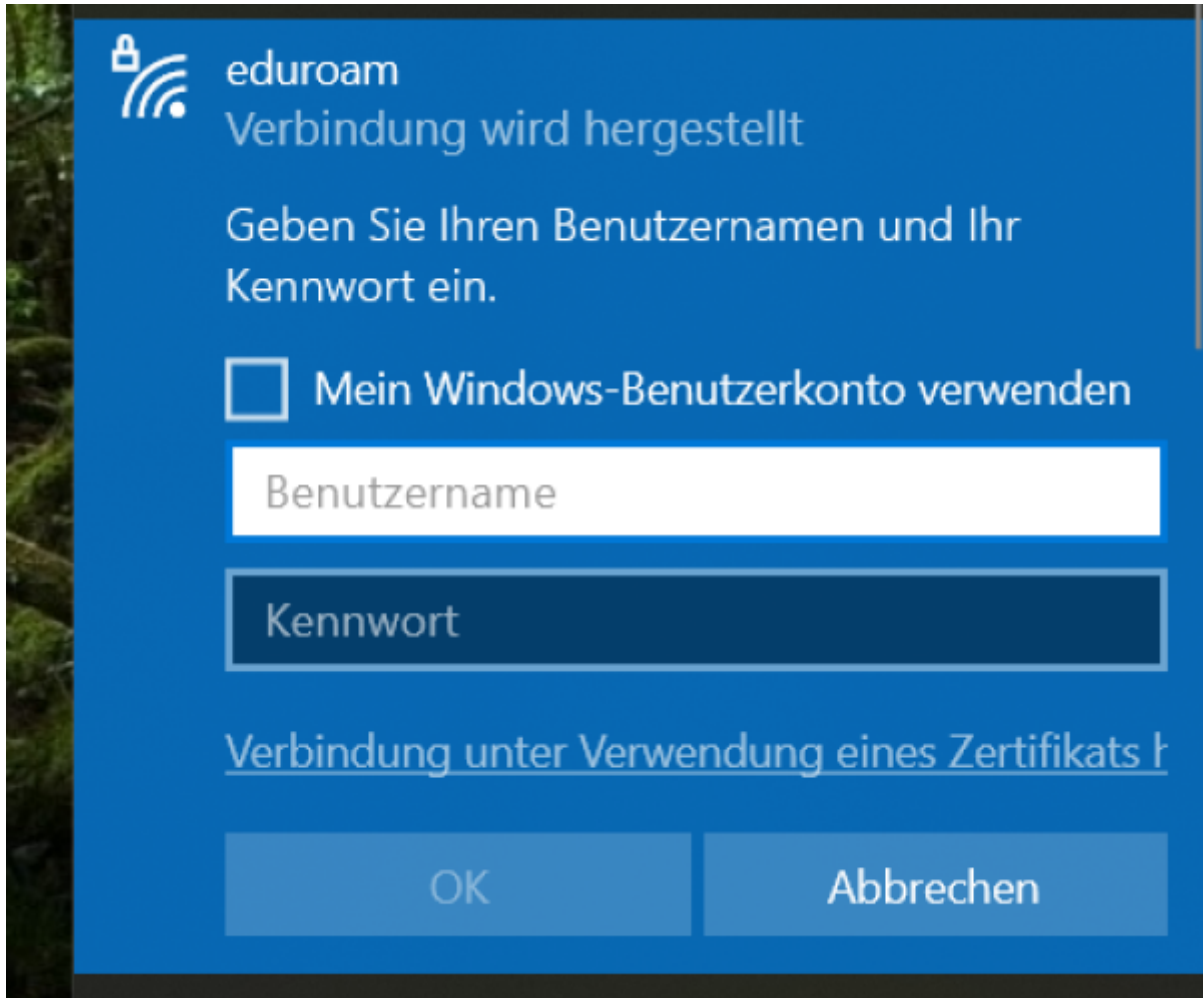 eduroam
Verbindung wird hergestellt
Geben Sie Ihren Benutzernamen und Ihr
Kennwort ein.
Mein Windows-Benutzerkonto verwenden
Benutzername
Kennwort
Verbindung unter Verwendung eines Zertifikats
OK
Abbrechen